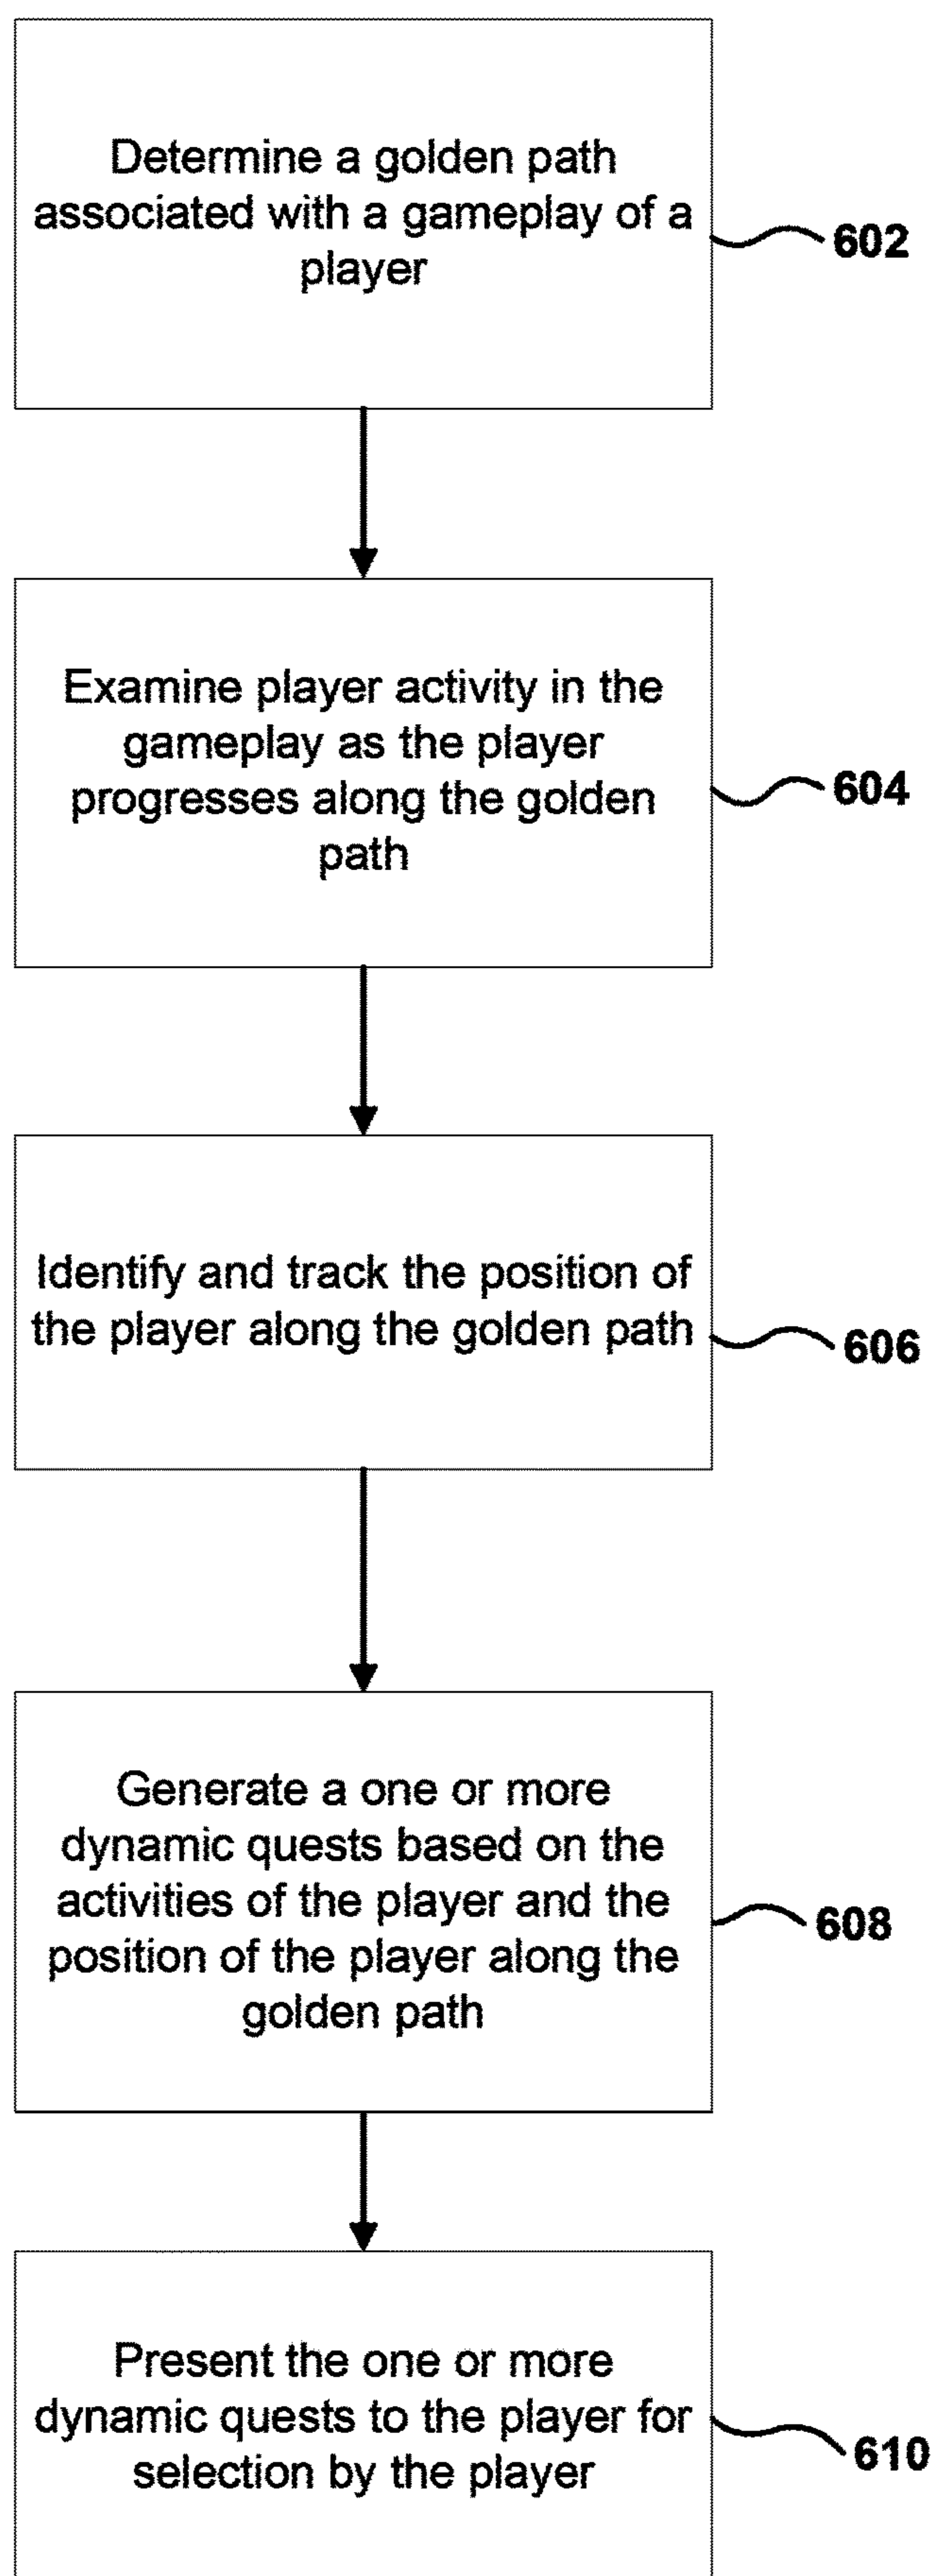 Determine a golden path
associated with a gameplay of a
player
602
Examine player activity in the
gameplay as the player
progresses along the golden
path
604
Identify and track the position of
the player along the golden path
606
Generate a one or more
dynamic quests based on the
activities of the player and the
position of the player along the
golden path
608
Present the one or more
dynamic quests to the player for
selection by the player
610